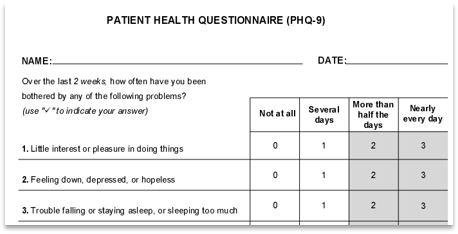 PATIENT HEALTH QUESTIONNAIRE (PHQ-9)
NAME: DATE:
Over the last 2 weeks, how often have you been
bothered by any of the following problems?
(use "✓" to indicate your answer)
Not at all
Several
days
More than
half the
days
Nearly
every day
1. Little interest or pleasure in doing things 0 1 2 3
2. Feeling down, depressed, or hopeless 0 1 2 3
3. Trouble falling or staying asleep, or sleeping too much 0 1 2 3